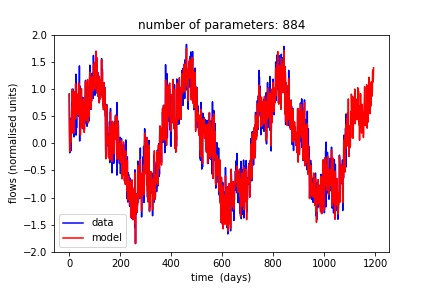 number of parameters: 884
flows (normalised units)
2.0
1.5
1.0
0.5
0.0
-0.5
-1.0
-1.5
-2.0
data
model
0 200 400 600 800 1000 1200
time (days)